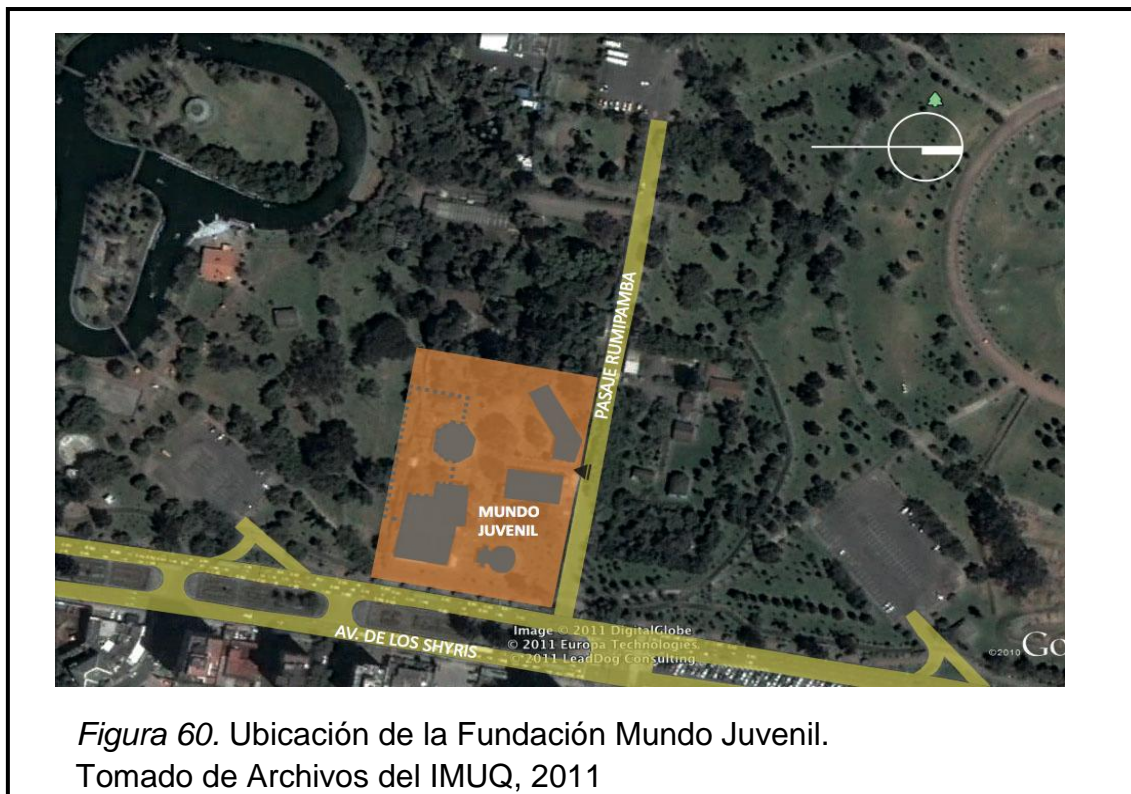 PASAJE RUMIPAMBA
MUNDO
JUVENIL
AV. DE LOS SHYRIS
Image © 2011 DigitalGlobe
© 2011 Europa Technologies
© 2011 LeadDog Consulting
©2010 Go
Figura 60. Ubicación de la Fundación Mundo Juvenil.
Tomado de Archivos del IMUQ, 2011